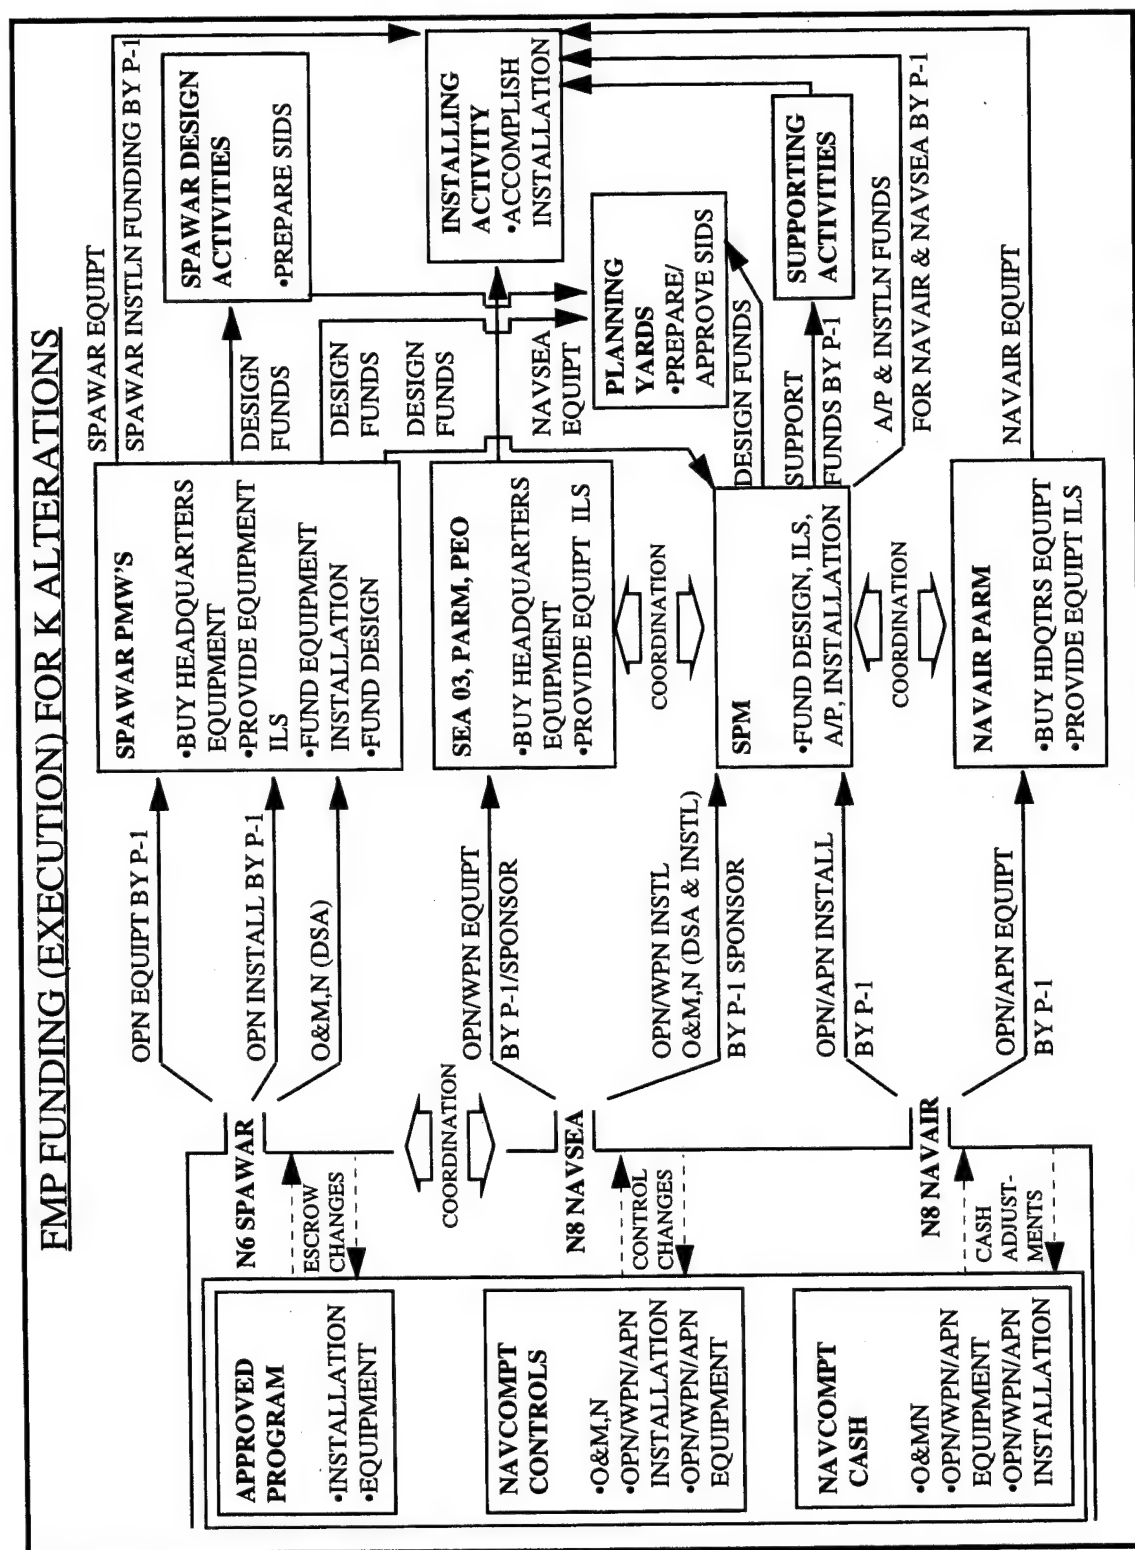 FMP FUNDING (EXECUTION) FOR K ALTERATIONS
APPROVED
PROGRAM
•INSTALLATION
•EQUIPMENT
NAVCOMPT
CONTROLS
•O&M,N
•OPN/WPN/APN
INSTALLATION
•OPN/WPN/APN
EQUIPMENT
NAVCOMPT
CASH
•O&MN
•OPN/WPN/APN
EQUIPMENT
•OPN/WPN/APN
INSTALLATION
N6 SPAWAR
ESCROW
CHANGES
COORDINATION
N8 NAVSEA
CONTROL
CHANGES
N8 NAVAIR
CASH
ADJUST-
MENTS
OPN EQUIPT BY P-1
OPN INSTALL BY P-1
O&M,N (DSA)
OPN/WPN EQUIPT
BY P-1/SPONSOR
OPN/WPN INSTL
O&M,N (DSA & INSTL)
BY P-1 SPONSOR
OPN/APN INSTALL
BY P-1
OPN/APN EQUIPT
BY P-1
SPAWAR PMW'S
•BUY HEADQUARTERS
EQUIPMENT
•PROVIDE EQUIPMENT
ILS
•FUND EQUIPMENT
INSTALLATION
•FUND DESIGN
SEA 03, PARM, PEO
•BUY HEADQUARTERS
EQUIPMENT
•PROVIDE EQUIPT ILS
COORDINATION
SPM
•FUND DESIGN, ILS,
A/P, INSTALLATION
COORDINATION
NAVAIR PARM
•BUY HDQTRS EQUIPT
•PROVIDE EQUIPT ILS
SPAWAR EQUIPT
SPAWAR INSTLN FUNDING BY P-1
DESIGN
FUNDS
DESIGN
FUNDS
DESIGN
FUNDS
NAVSEA
EQUIPT
DESIGN FUNDS
SUPPORT
FUNDS BY P-1
A/P & INSTLN FUNDS
FOR NAVAIR & NAVSEA BY P-1
NAVAIR EQUIPT
SPAWAR DESIGN
ACTIVITIES
•PREPARE SIDS
INSTALLING
ACTIVITY
•ACCOMPLISH
INSTALLATION
PLANNING
YARDS
•PREPARE/
APPROVE SIDS
SUPPORTING
ACTIVITIES